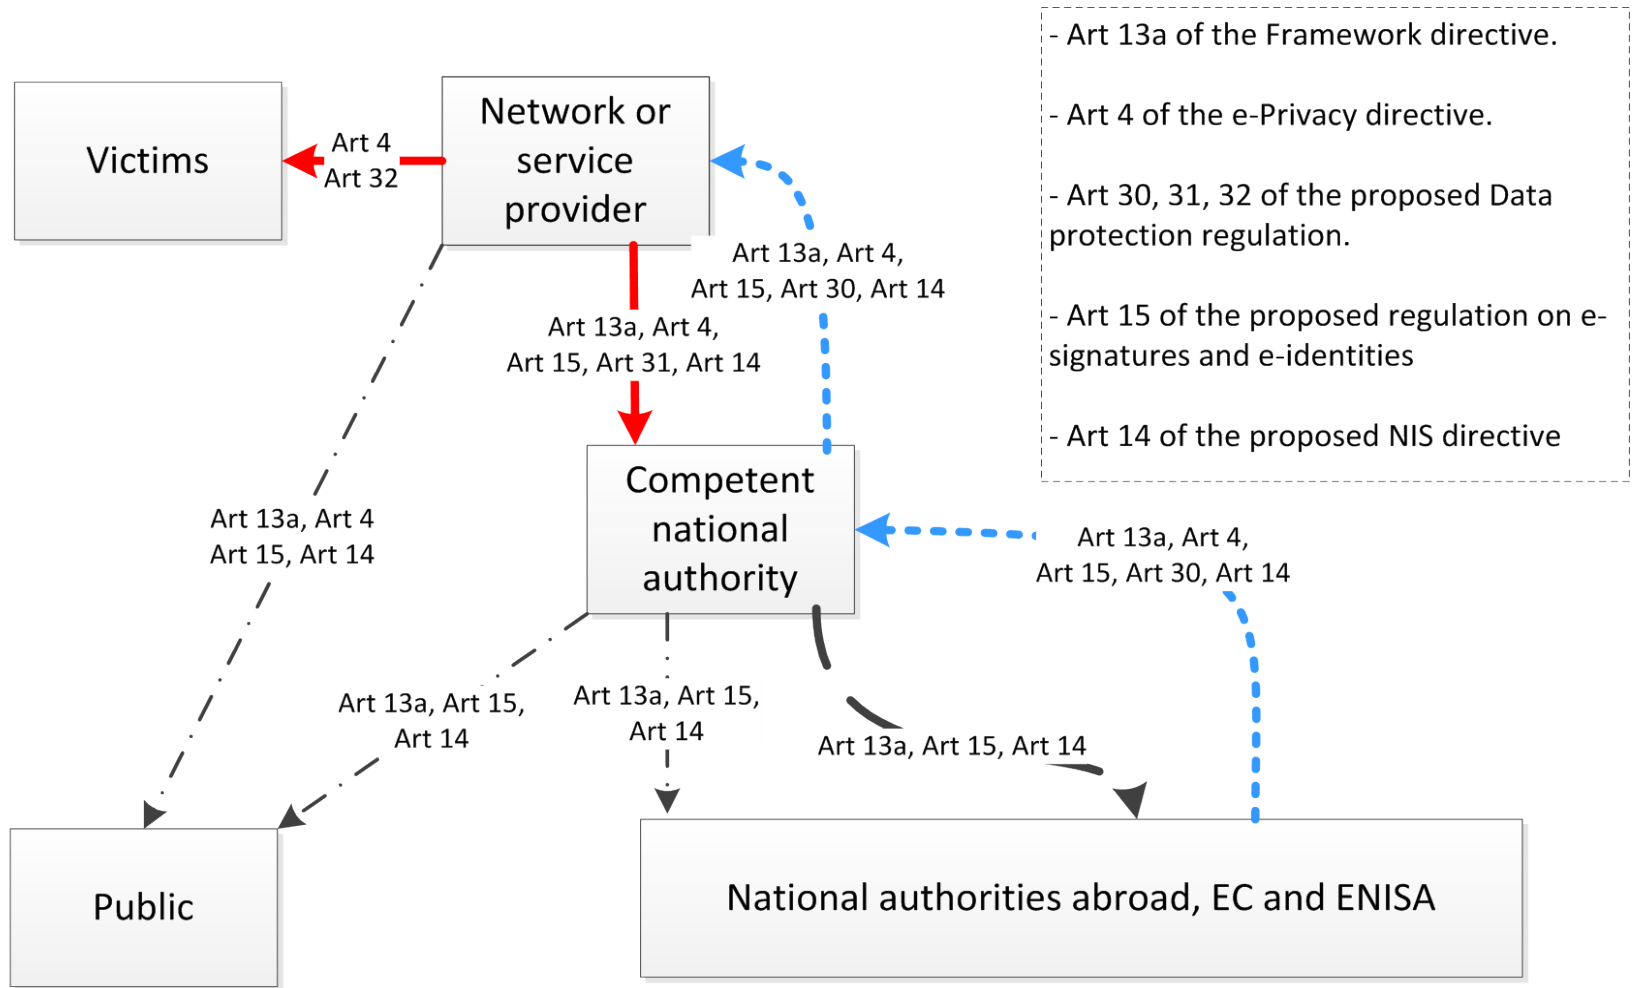 - Art 13a of the Framework directive.
- Art 4 of the e-Privacy directive.
- Art 30, 31, 32 of the proposed Data
protection regulation.
- Art 15 of the proposed regulation on e-
signatures and e-identities
- Art 14 of the proposed NIS directive
Victims
Art 4
Art 32
Network or
service
provider
Art 13a, Art 4,
Art 15, Art 30, Art 14
Art 13a, Art 4,
Art 15, Art 31, Art 14
Competent
national
authority
Art 13a, Art 4
Art 15, Art 14
Art 13a, Art 4,
Art 15, Art 30, Art 14
Art 13a, Art 15,
Art 14
Art 13a, Art 15,
Art 14
Art 13a, Art 15, Art 14
Public
National authorities abroad, EC and ENISA